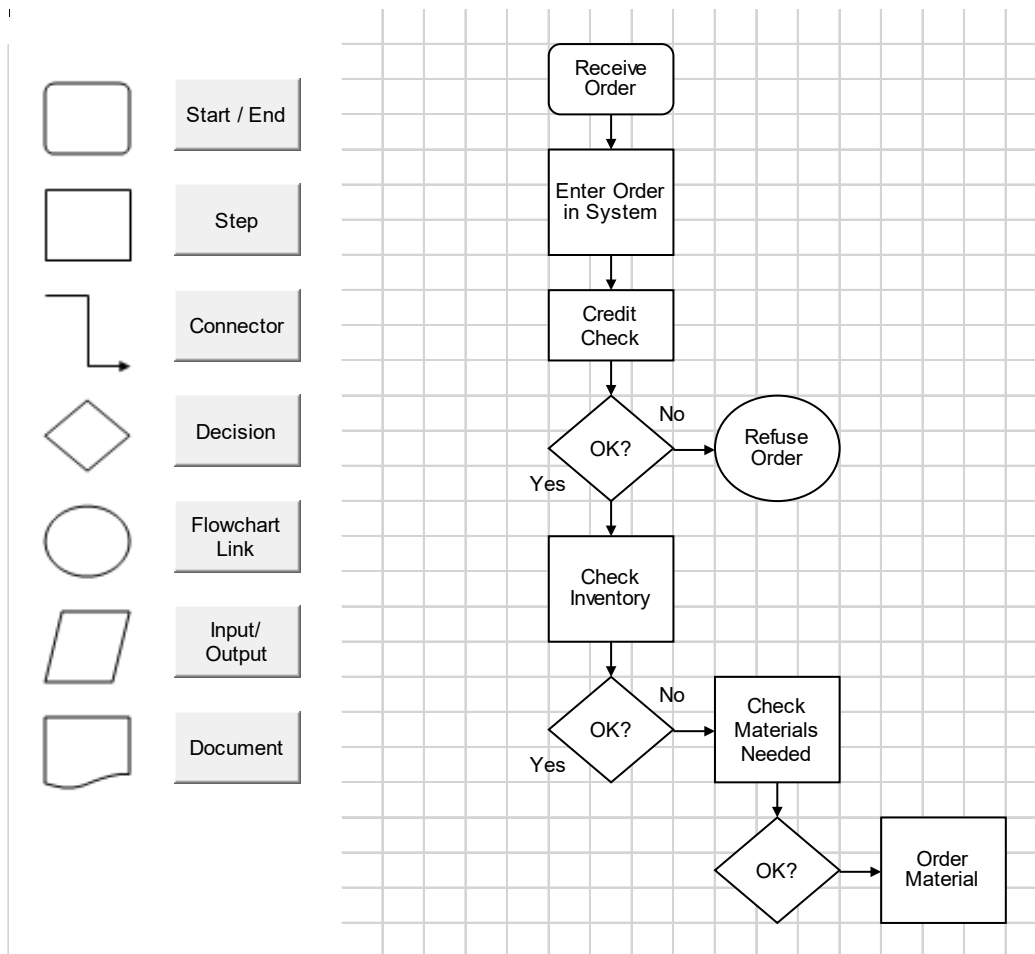 Start / End
Step
Connector
Decision
Flowchart
Link
Input/
Output
Document
Receive
Order
Enter Order
in System
Credit
Check
OK?
No
Yes
Refuse
Order
Check
Inventory
OK?
No
Yes
Check
Materials
Needed
OK?
Order
Material